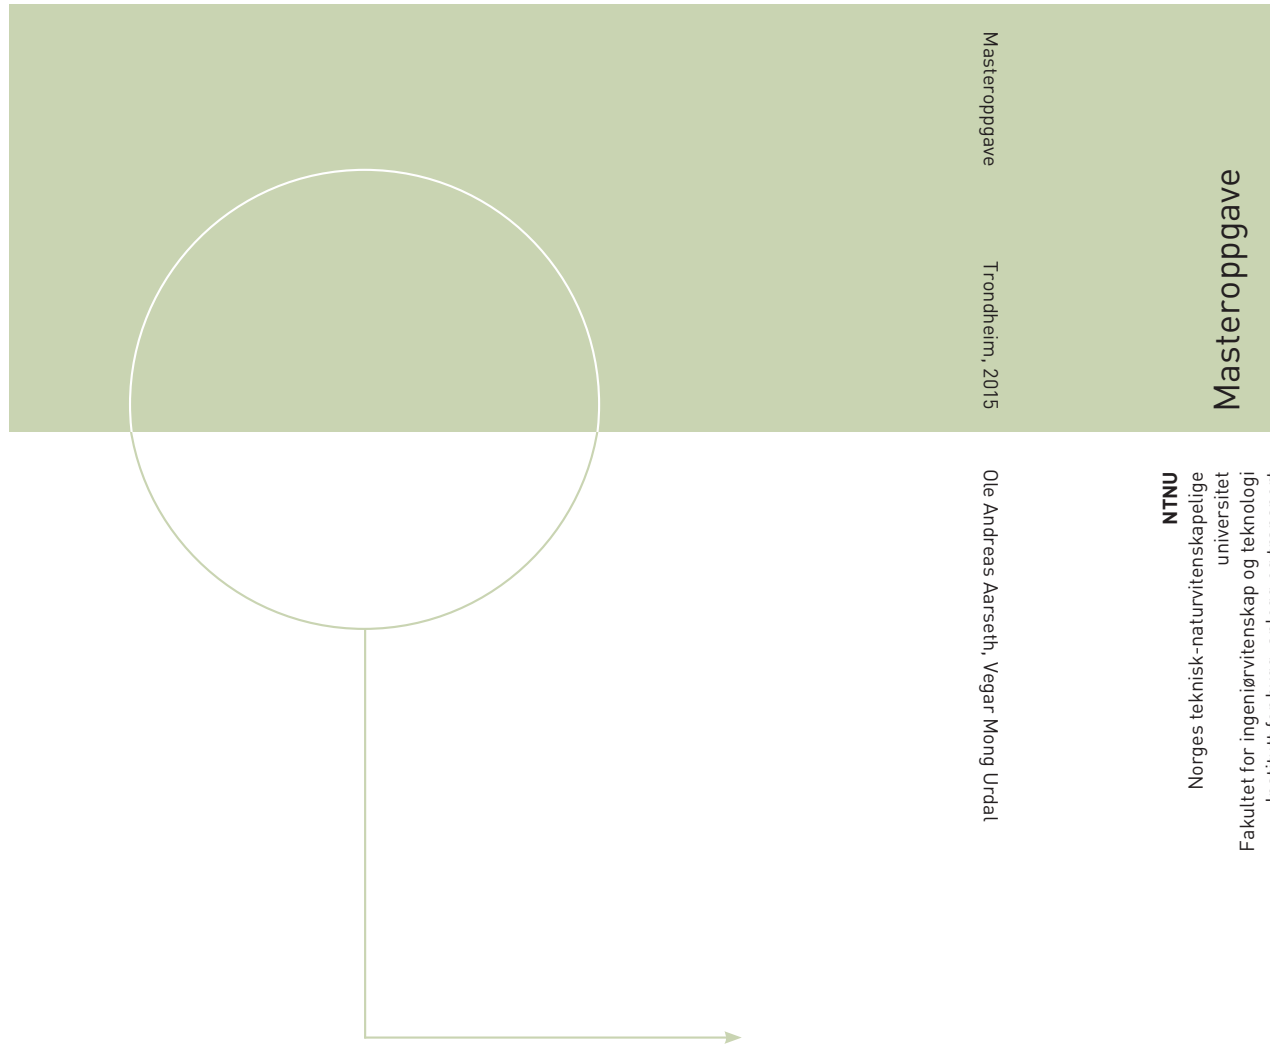 Masteroppgave
Trondheim, 2015
Ole Andreas Aarseth, Vegar Mong Urdal
Masteroppgave
NTNU
Norges teknisk-naturvitenskapelige
universitet
Fakultet for ingeniørvitenskap og teknologi